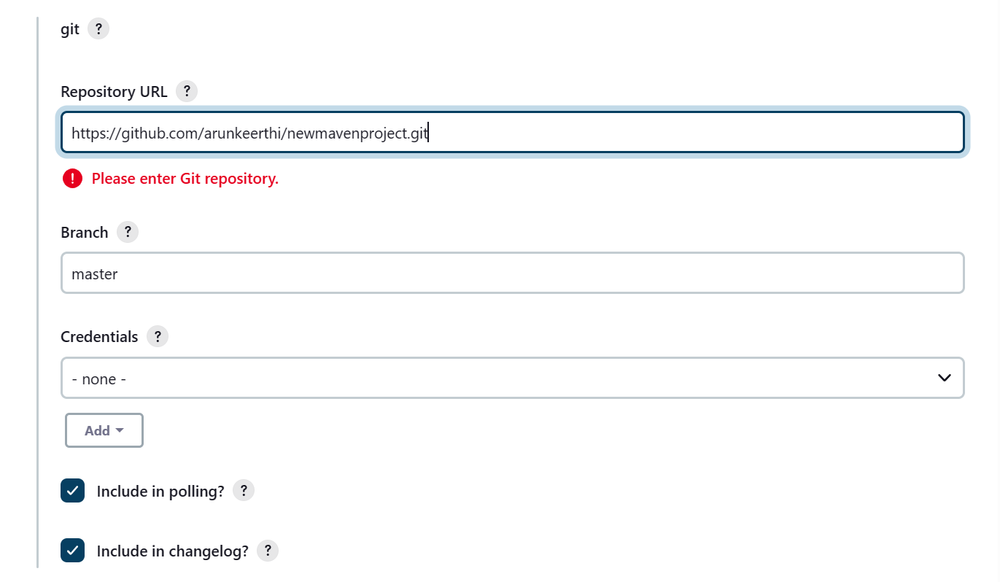 git ?
Repository URL ?
https://github.com/arunkeerthi/newmavenproject.git
! Please enter Git repository.
Branch ?
master
Credentials ?
- none -
Add
Include in polling? ?
Include in changelog? ?